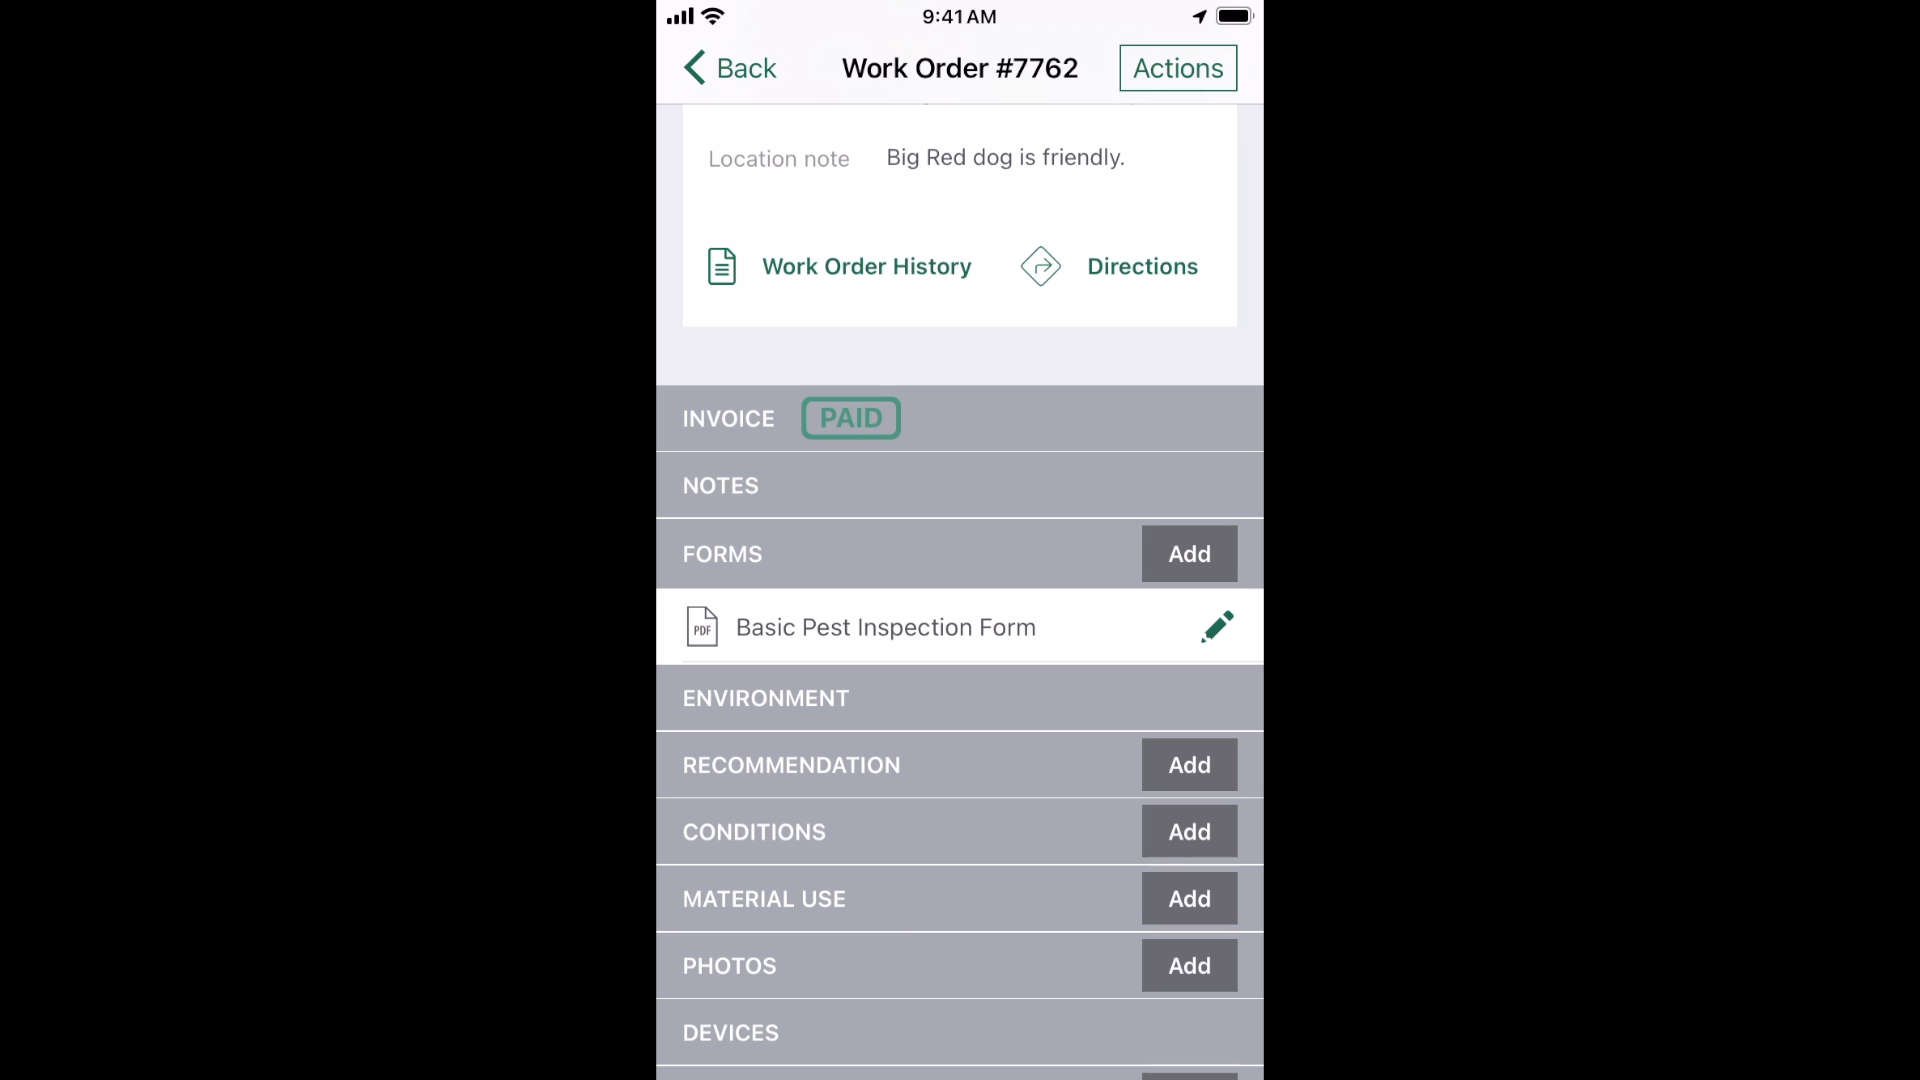 9:41 AM
Back
Work Order #7762
Actions
Location note
Big Red dog is friendly.
Work Order History
Directions
INVOICE
PAID
NOTES
FORMS
Add
PDF
Basic Pest Inspection Form
ENVIRONMENT
RECOMMENDATION
Add
CONDITIONS
Add
MATERIAL USE
Add
PHOTOS
Add
DEVICES